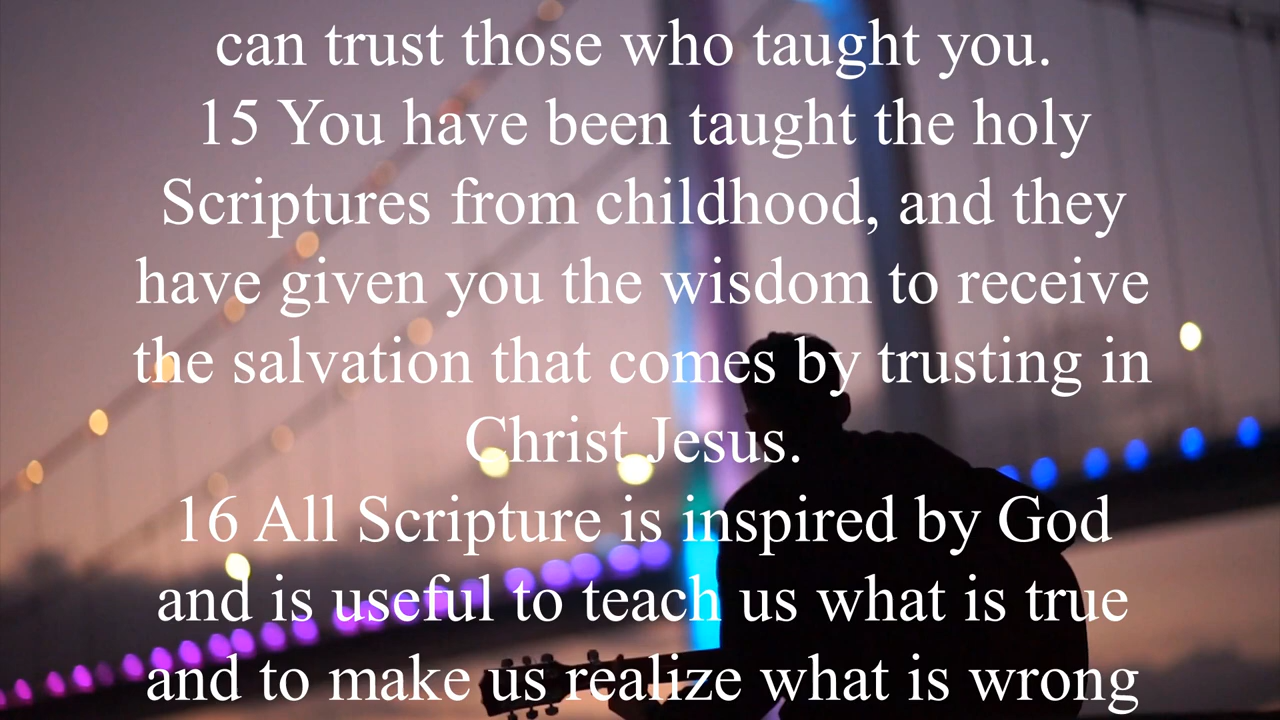 can trust those who taught you.
15 You have been taught the holy
Scriptures from childhood, and they
have given you the wisdom to receive
the salvation that comes by trusting in
Christ Jesus.
16 All Scripture is inspired by God
and is useful to teach us what is true
and to make us realize what is wrong